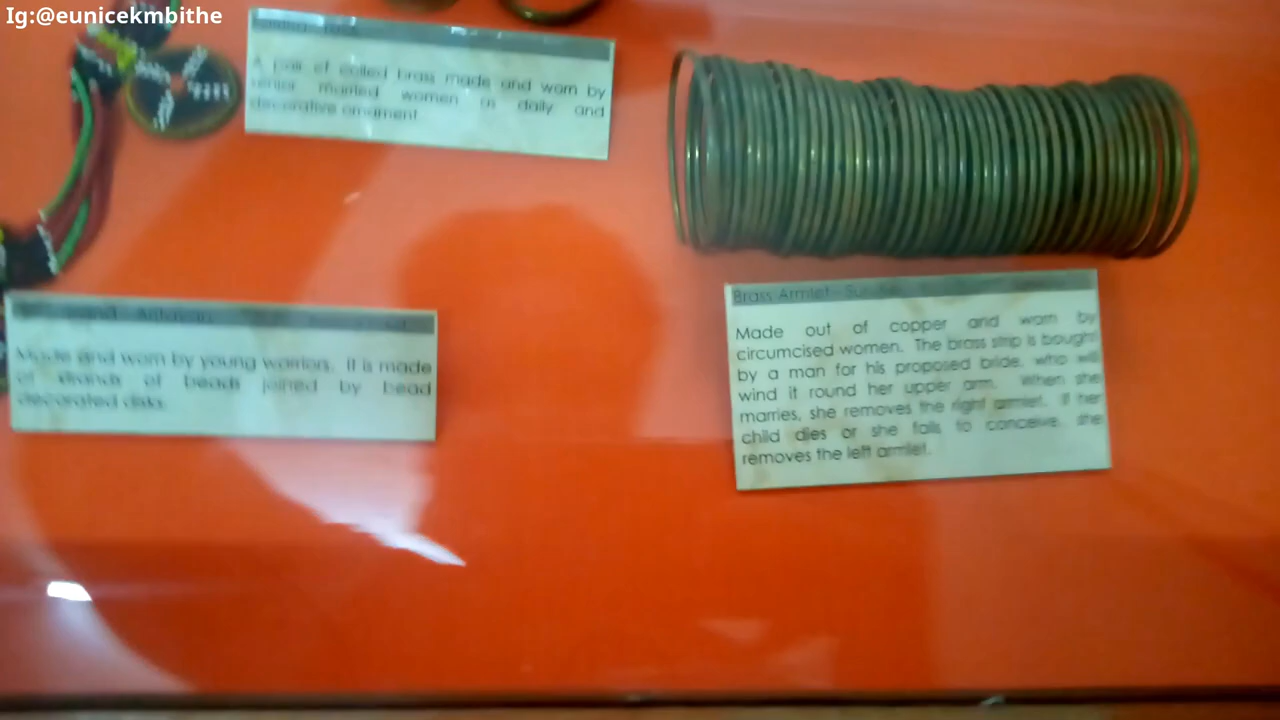 Ig:@eunicekmbithe
A pair of coiled brass made and worn by
senior married women as daily and
decorative ornament
Brass Armlet
Made out of copper and worn by
circumcised women. The brass strip is bought
by a man for his proposed bride, who will
wind it round her upper arm. When she
marries, she removes the right armlet. If her
child dies or she fails to conceive, she
removes the left armlet.
Made and worn by young warriors. It is made
of strands of beads joined by bead
decorated disks.